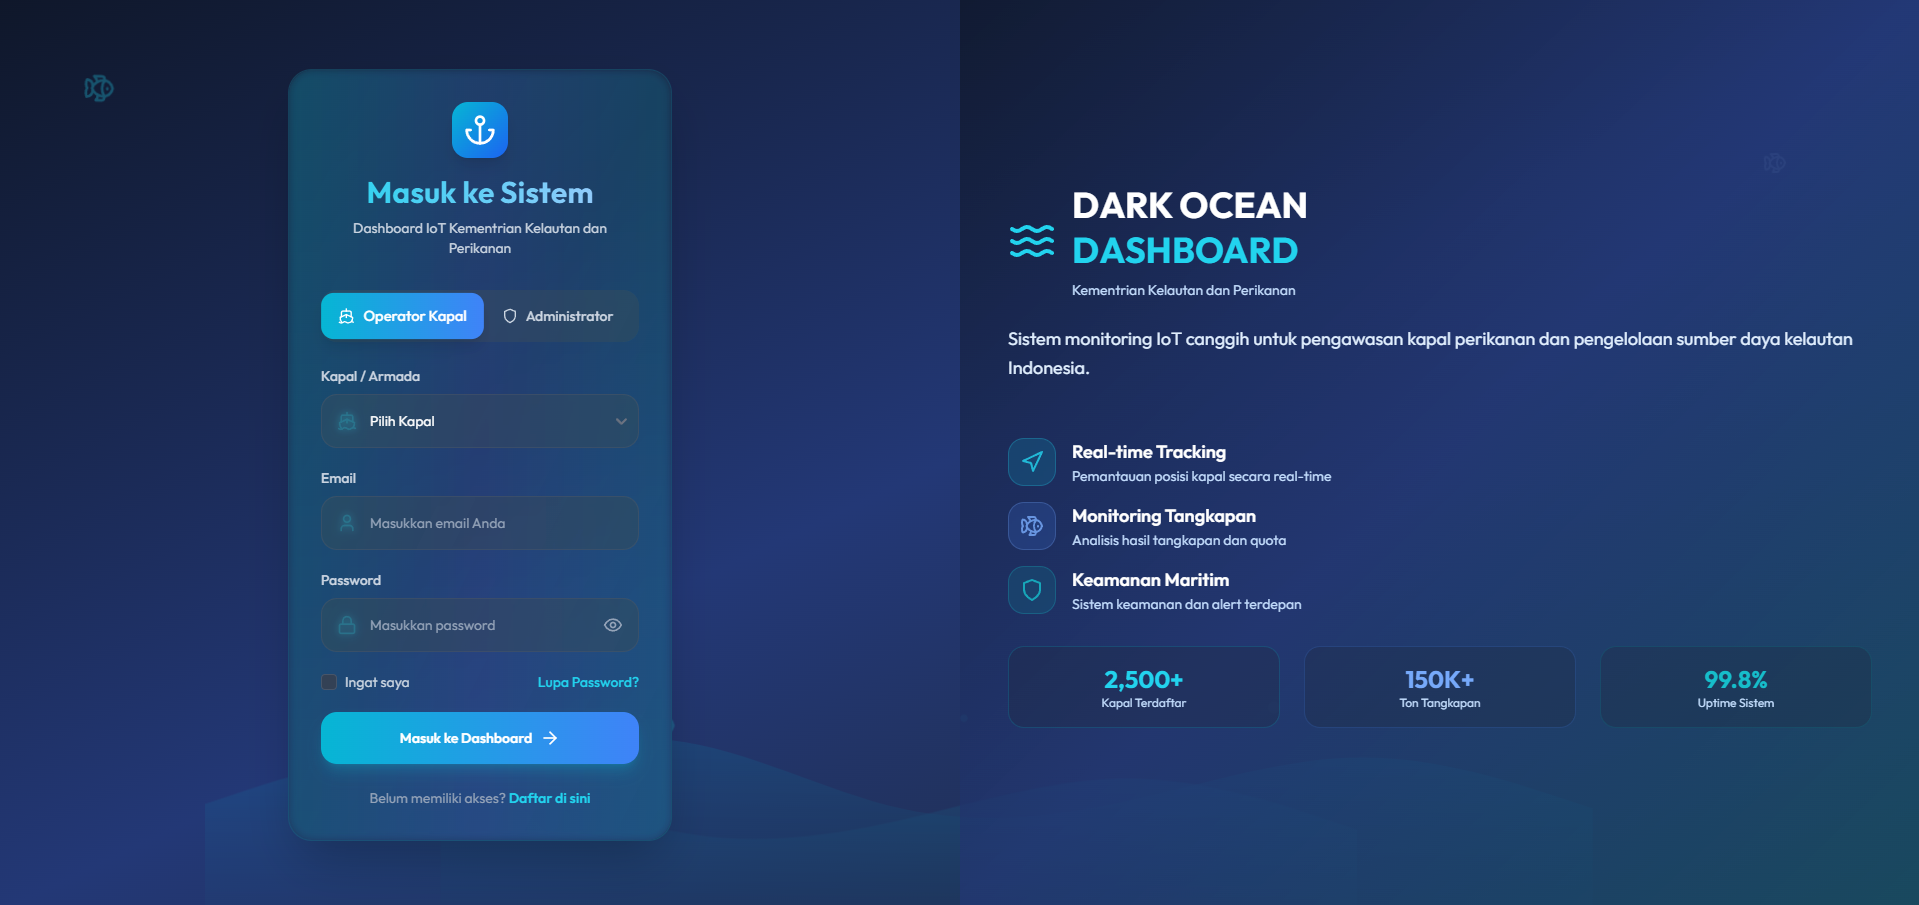 Masuk ke Sistem
Dashboard IoT Kementrian Kelautan dan
Perikanan
Operator Kapal
Administrator
Kapal / Armada
Pilih Kapal
Email
Masukkan email Anda
Password
Masukkan password
Ingat saya
Lupa Password?
Masuk ke Dashboard
Belum memiliki akses? Daftar di sini
DARK OCEAN
DASHBOARD
Kementrian Kelautan dan Perikanan
Sistem monitoring IoT canggih untuk pengawasan kapal perikanan dan pengelolaan sumber daya kelautan
Indonesia.
Real-time Tracking
Pemantauan posisi kapal secara real-time
Monitoring Tangkapan
Analisis hasil tangkapan dan quota
Keamanan Maritim
Sistem keamanan dan alert terdepan
2,500+
Kapal Terdaftar
150K+
Ton Tangkapan
99.8%
Uptime Sistem